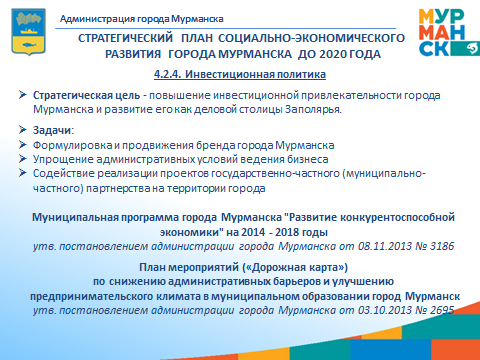 Администрация города Мурманска
МУР
МАН
СК
СТРАТЕГИЧЕСКИЙ ПЛАН СОЦИАЛЬНО-ЭКОНОМИЧЕСКОГО
РАЗВИТИЯ ГОРОДА МУРМАНСКА ДО 2020 ГОДА
4.2.4. Инвестиционная политика
Стратегическая цель - повышение инвестиционной привлекательности города
Мурманска и развитие его как деловой столицы Заполярья.
Задачи:
Формулировка и продвижения бренда города Мурманска
Упрощение административных условий ведения бизнеса
Содействие реализации проектов государственно-частного (муниципально-
частного) партнерства на территории города
Муниципальная программа города Мурманска "Развитие конкурентоспособной
экономики" на 2014 - 2018 годы
утв. постановлением администрации города Мурманска от 08.11.2013 № 3186
План мероприятий («Дорожная карта»)
по снижению административных барьеров и улучшению
предпринимательского климата в муниципальном образовании город Мурманск
утв. постановлением администрации города Мурманска от 03.10.2013 № 2695